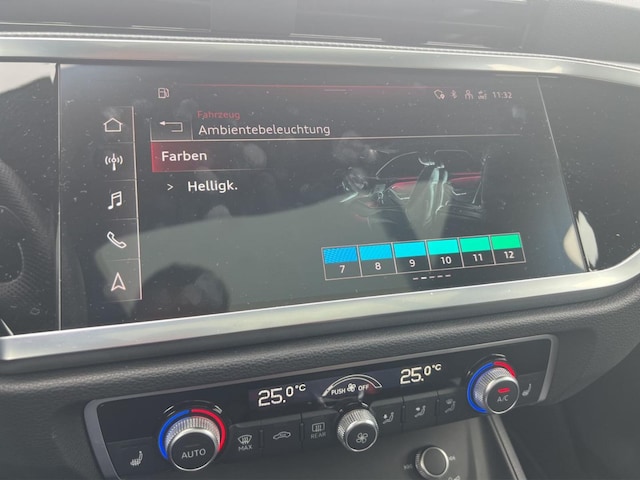 11:32
Fahrzeug
Ambientebeleuchtung
Farben
> Helligk.
7 8 9 10 11 12
25.0°C PUSH OFF 25.0°C
AUTO MAX REAR A/C